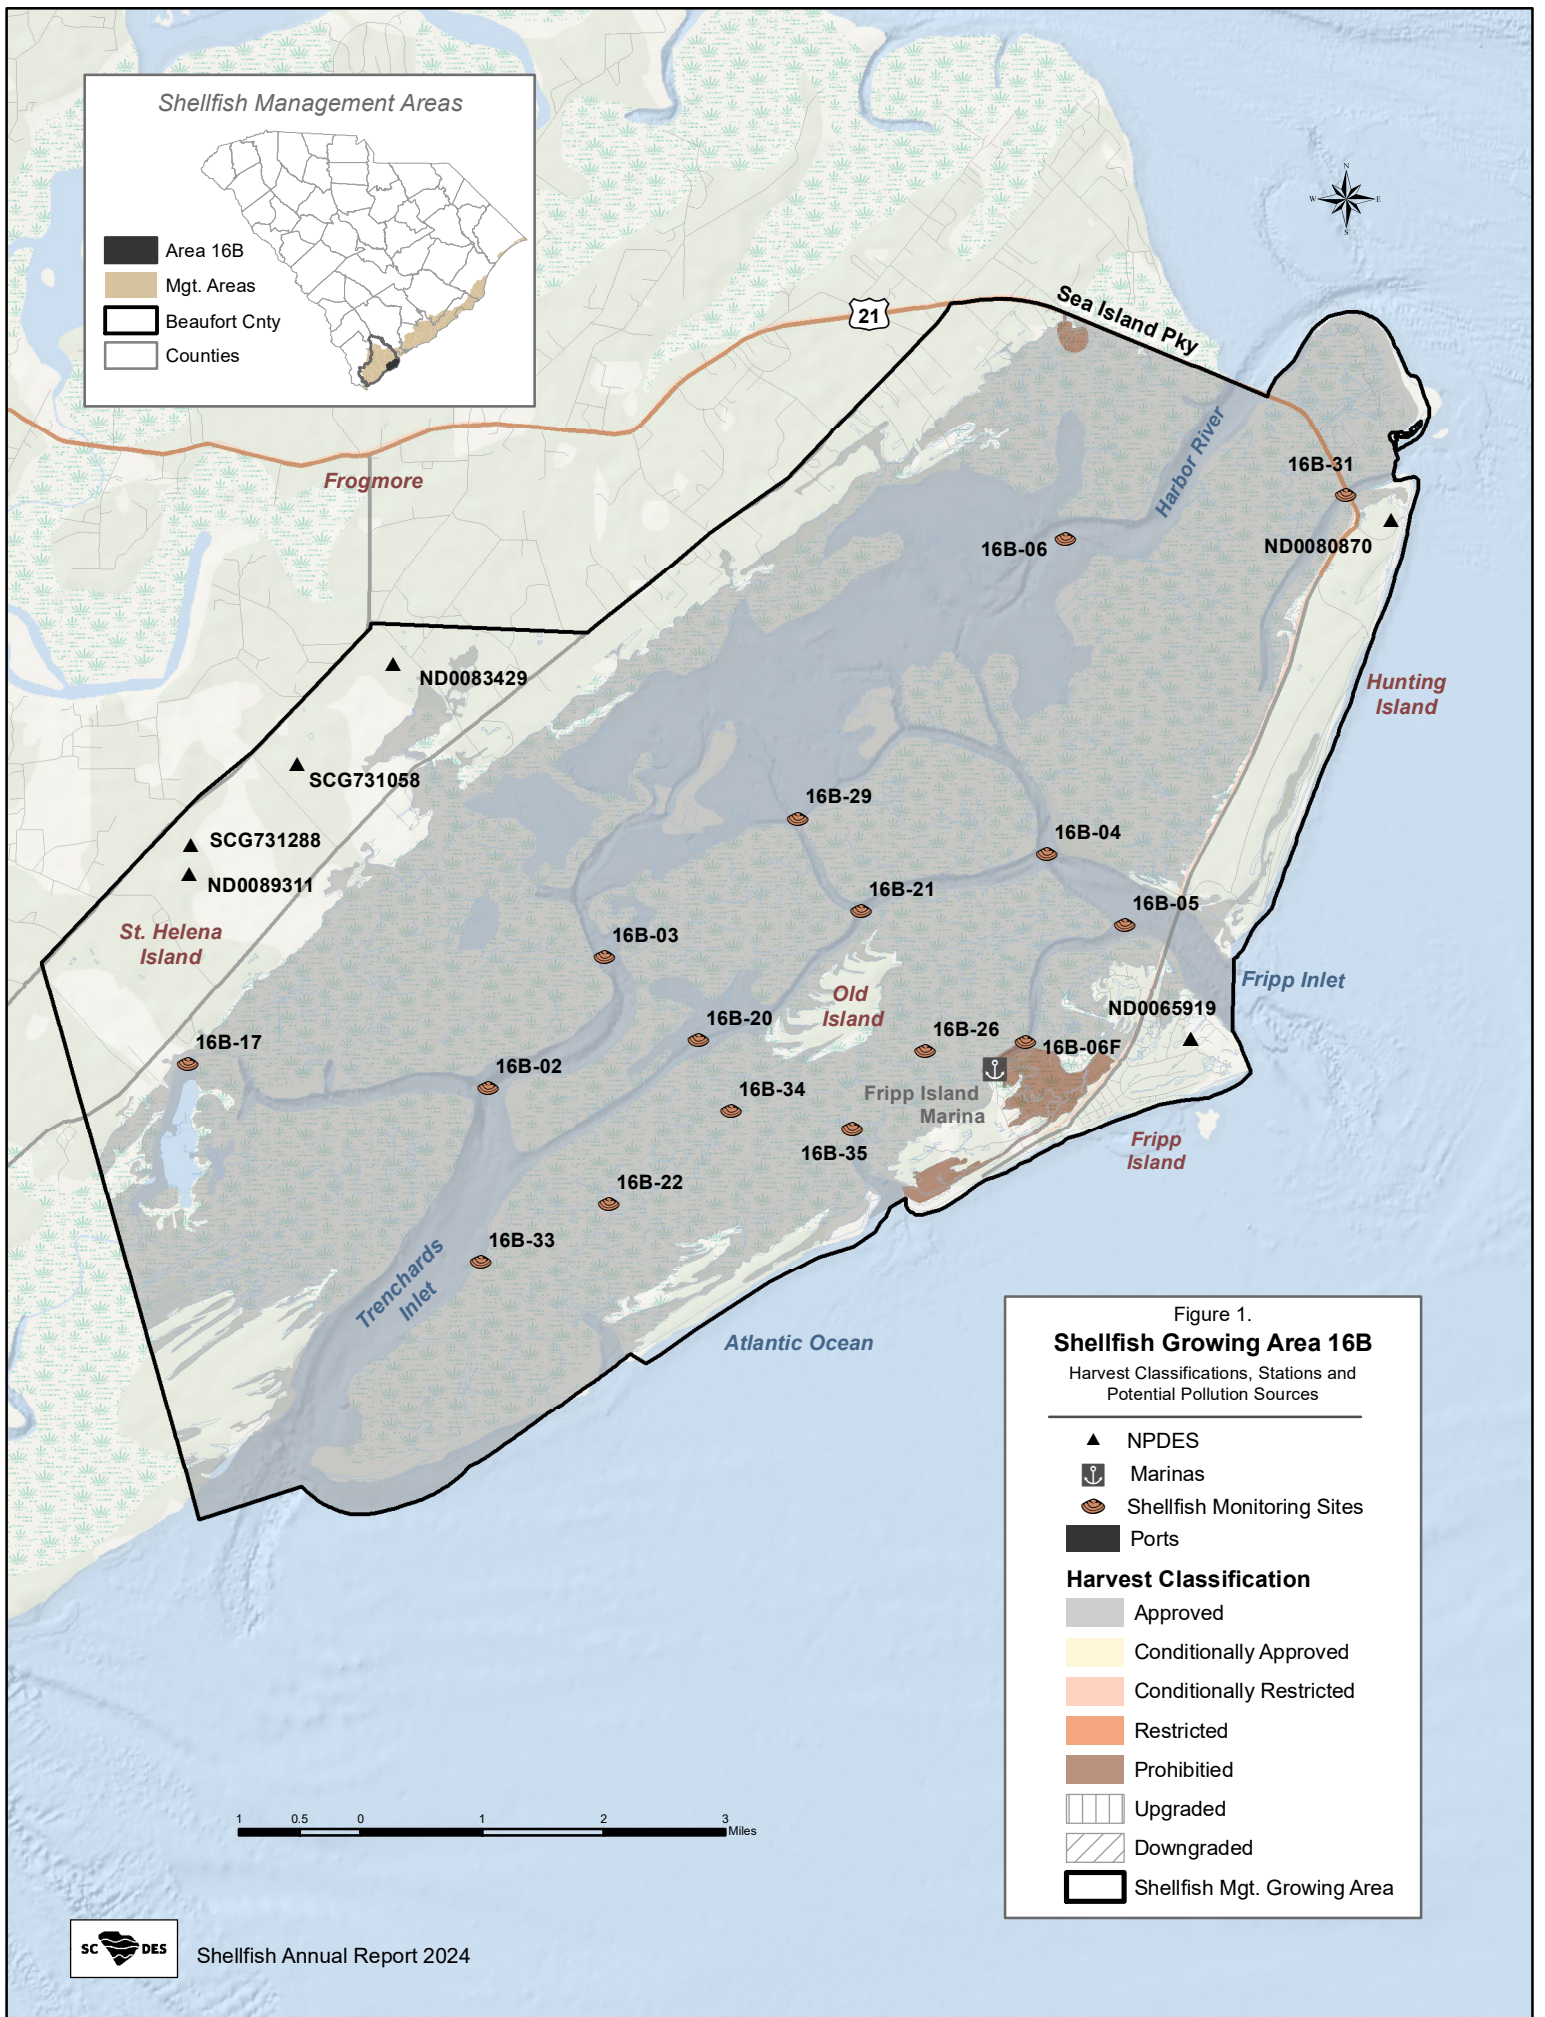 Shellfish Management Areas
Area 16B
Mgt. Areas
Beaufort Cnty
Counties
N
W
E
S
21
Sea Island Pky
Harbor River
Frogmore
16B-31
16B-06
ND0080870
ND0083429
Hunting
Island
SCG731058
16B-29
SCG731288
16B-04
ND0089311
16B-21
16B-05
St. Helena
Island
16B-03
Fripp Inlet
Old
Island
ND0065919
16B-20
16B-26
16B-17
16B-06F
16B-02
16B-34
Fripp Island
Marina
16B-35
Fripp
Island
16B-22
16B-33
Trenchards
Inlet
Atlantic Ocean
Figure 1.
Shellfish Growing Area 16B
Harvest Classifications, Stations and
Potential Pollution Sources
NPDES
Marinas
Shellfish Monitoring Sites
Ports
Harvest Classification
Approved
Conditionally Approved
Conditionally Restricted
Restricted
Prohibitied
Upgraded
Downgraded
Shellfish Mgt. Growing Area
1 0.5 0 1 2 3
Miles
SC DES
Shellfish Annual Report 2024